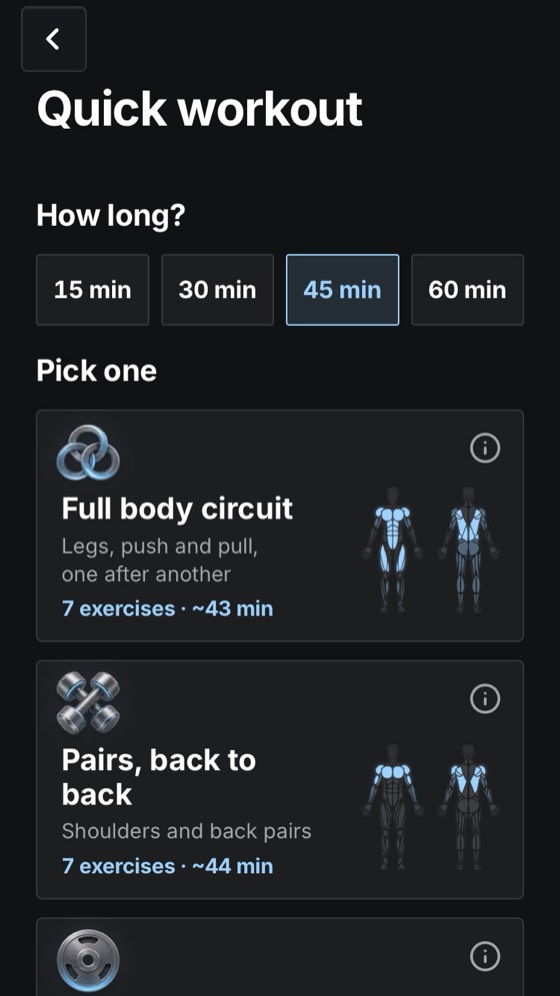 Quick workout
How long?
15 min
30 min
45 min
60 min
Pick one
Full body circuit
Legs, push and pull,
one after another
7 exercises · ~43 min
Pairs, back to
back
Shoulders and back pairs
7 exercises · ~44 min